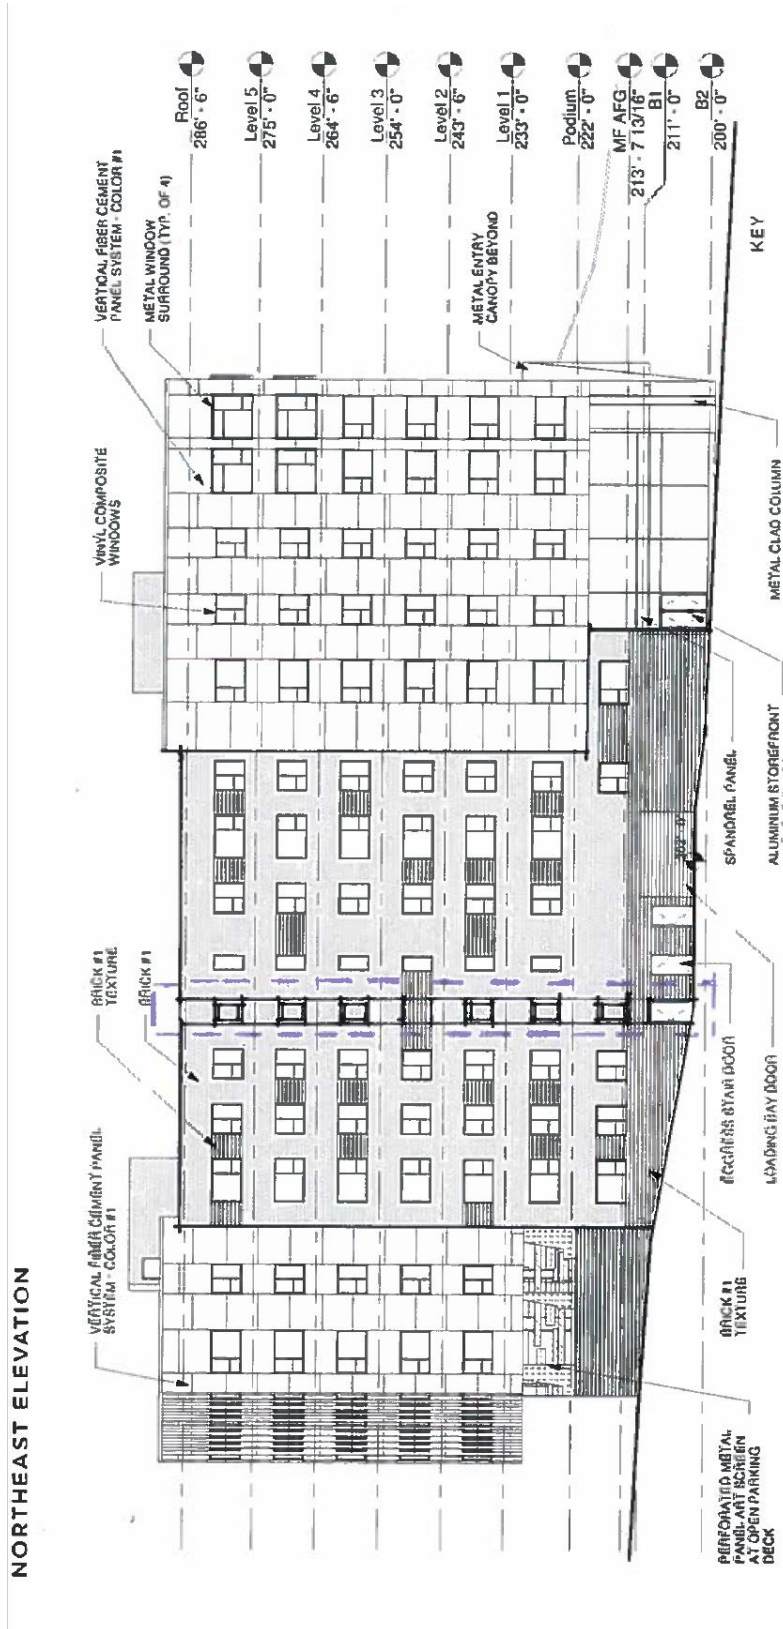 NORTHEAST ELEVATION
VERTICAL FIBER CEMENT PANEL
SYSTEM - COLOR #1
BRICK #1
TEXTURE
BRICK #1
VINYL COMPOSITE
WINDOWS
VERTICAL FIBER CEMENT
PANEL SYSTEM - COLOR #1
METAL WINDOW
SURROUND (TYP. OF 4)
Roof
286' - 6"
Level 5
275' - 0"
Level 4
264' - 6"
Level 3
254' - 0"
Level 2
243' - 6"
Level 1
233' - 0"
Podium
222' - 0"
MF AFG
213' - 7 13/16"
B1
211' - 0"
B2
200' - 0"
METAL ENTRY
CANOPY BEYOND
PERFORATED METAL
PANEL ART SCREEN
AT OPEN PARKING
DECK
BRICK #1
TEXTURE
EGGRESS STAIR DOOR
LOADING BAY DOOR
SPANDREL PANEL
ALUMINUM STOREFRONT
METAL CLAD COLUMN
KEY